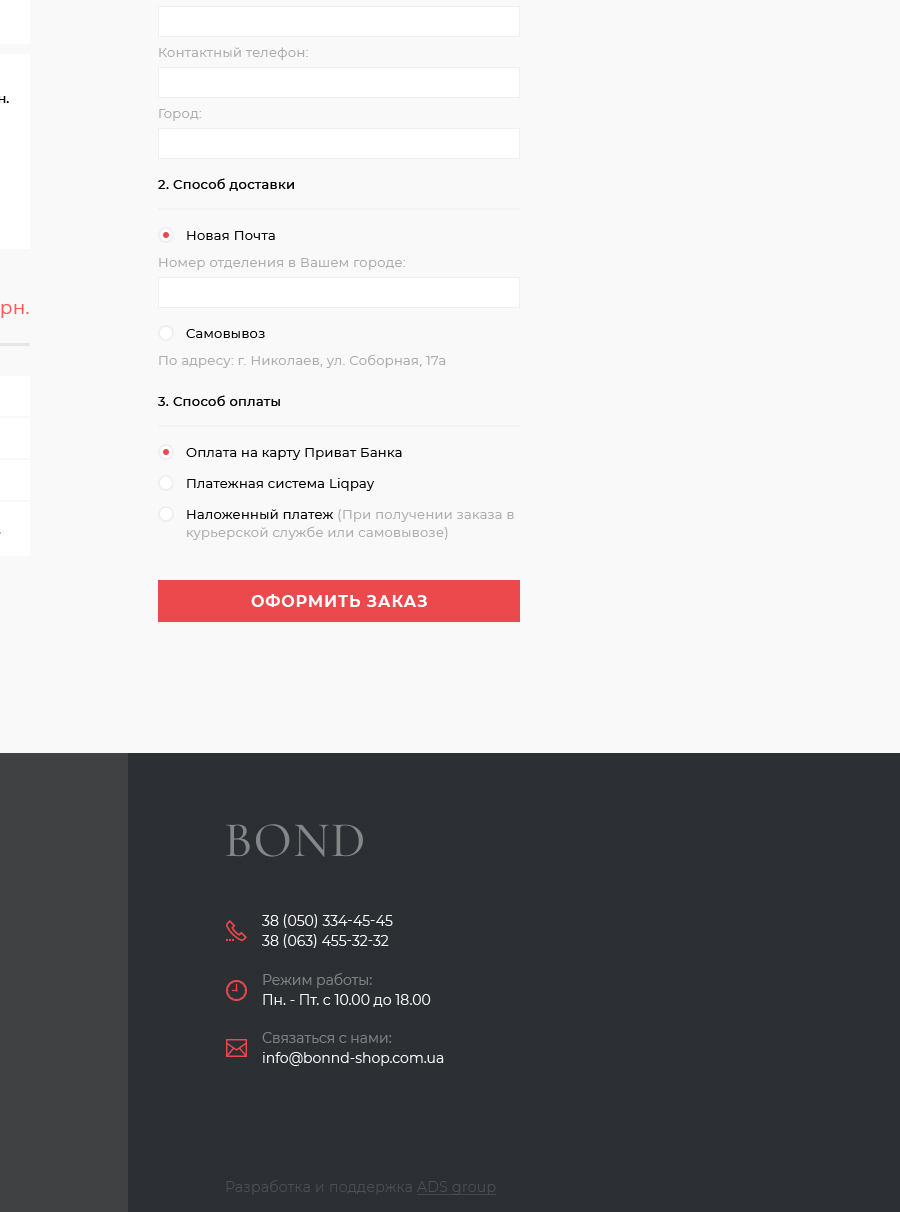 Контактный телефон:
н.
Город:
2. Способ доставки
Новая Почта
Номер отделения в Вашем городе:
рн.
Самовывоз
По адресу: г. Николаев, ул. Соборная, 17а
3. Способ оплаты
Оплата на карту Приват Банка
Платежная система Liqpay
Наложенный платеж (При получении заказа в
курьерской службе или самовывозе)
ОФОРМИТЬ ЗАКАЗ
BOND
38 (050) 334-45-45
38 (063) 455-32-32
Режим работы:
Пн. - Пт. с 10.00 до 18.00
Связаться с нами:
info@bonnd-shop.com.ua
Разработка и поддержка ADS group